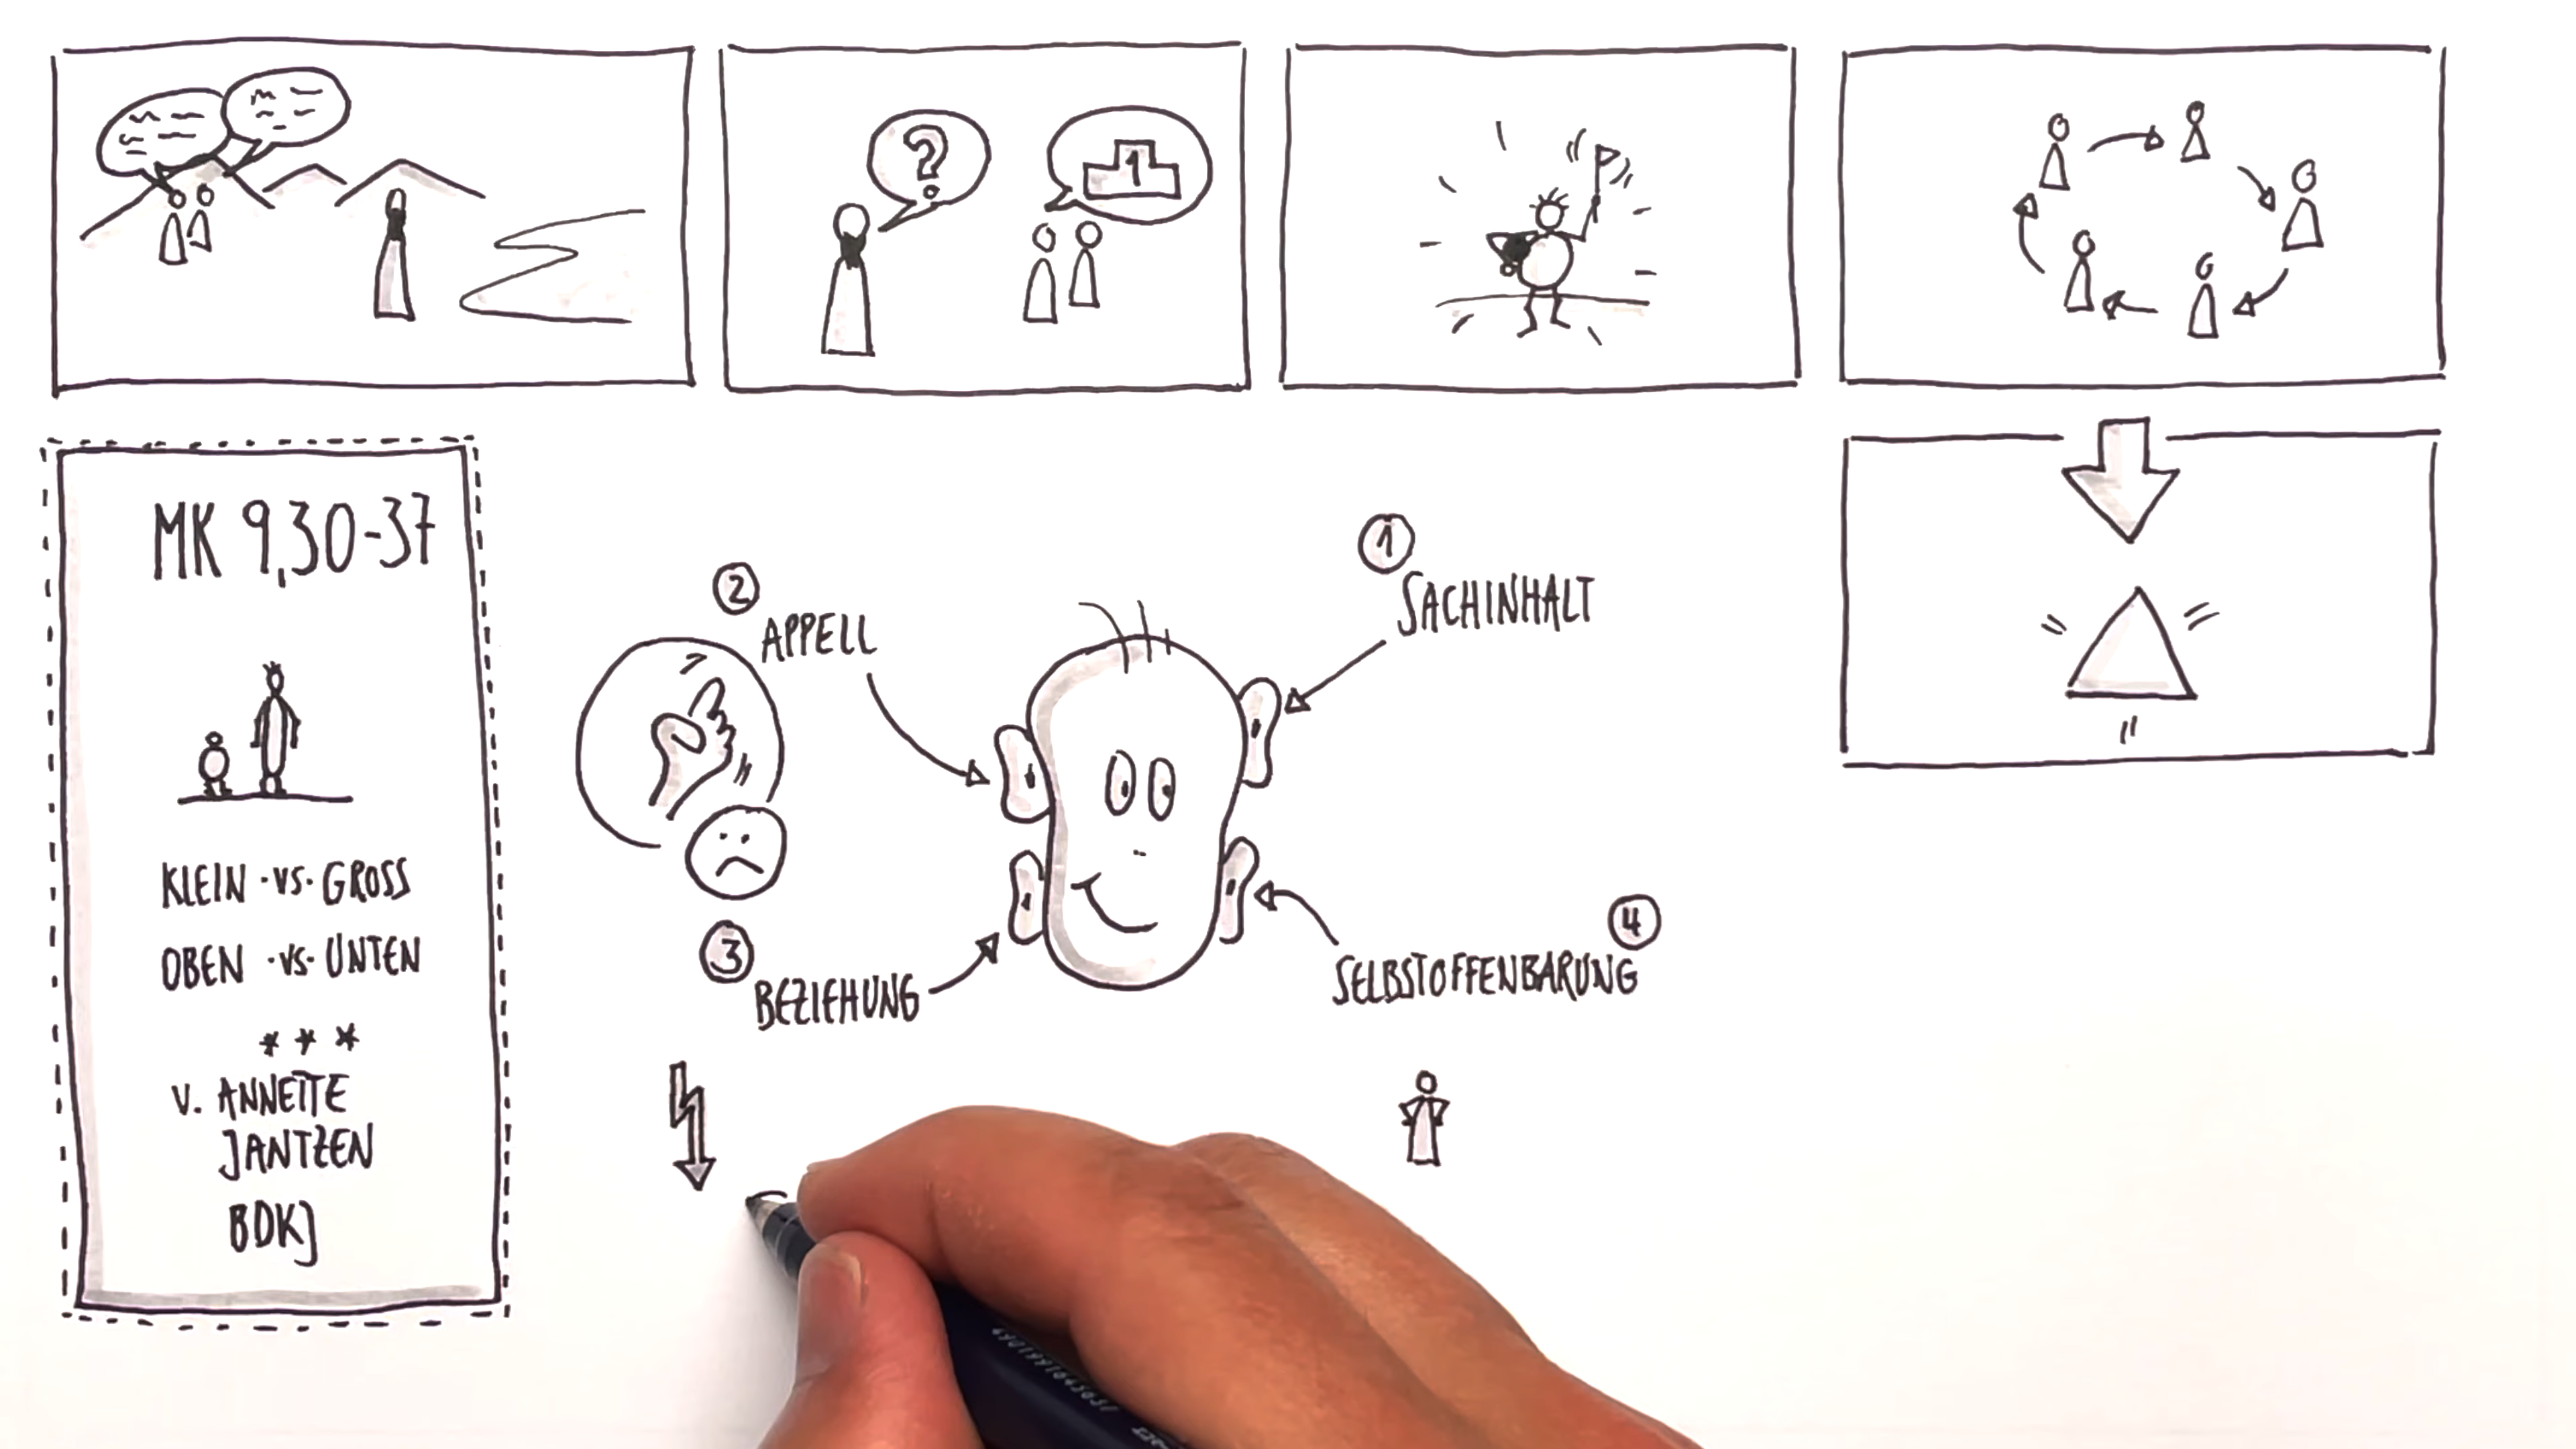 ?
1
MK 9,30-37
KLEIN ·VS· GROSS
OBEN ·VS· UNTEN
* * *
V. ANNETTE
JANTZEN
BDKJ
1
SACHINHALT
2
APPELL
3
BEZIEHUNG
4
SELBSTOFFENBARUNG